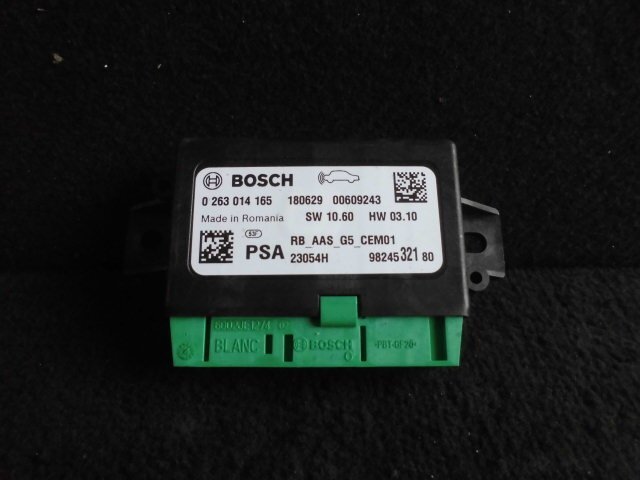 BOSCH
0 263 014 165 180629 00609243
Made in Romania SW 10.60 HW 03.10
53F
PSA RB_AAS_G5_CEM01
23054H 98245 321 80
BLANC BOSCH >PBT-GF20<